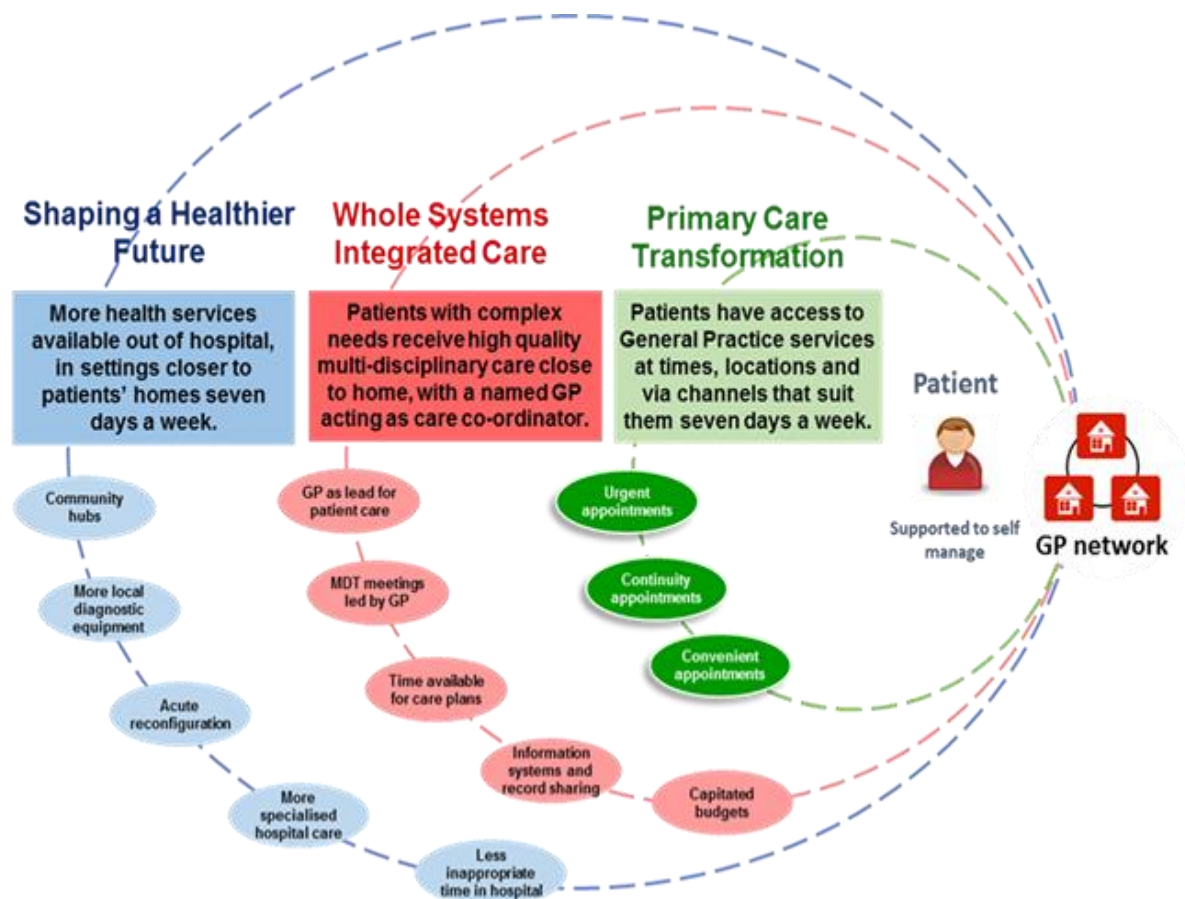 Shaping a Healthier
Future
Whole Systems
Integrated Care
Primary Care
Transformation
More health services
available out of hospital,
in settings closer to
patients' homes seven
days a week.
Patients with complex
needs receive high quality
multi-disciplinary care close
to home, with a named GP
acting as care co-ordinator.
Patients have access to
General Practice services
at times, locations and
via channels that suit
them seven days a week.
Patient
Supported to self
manage
GP network
Community
hubs
More local
diagnostic
equipment
Acute
reconfiguration
More
specialised
hospital care
Less
inappropriate
time in hospital
GP as lead for
patient care
MDT meetings
led by GP
Time available
for care plans
Information
systems and
record sharing
Capitated
budgets
Urgent
appointments
Continuity
appointments
Convenient
appointments